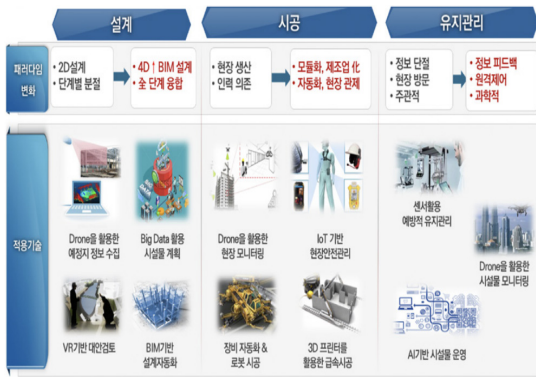 설계
시공
유지관리
패러다임
변화
• 2D설계
• 단계별 분절
• 4D↑ BIM 설계
• 全 단계 융합
• 현장 생산
• 인력 의존
• 모듈화, 제조업 化
• 자동화, 현장 관제
• 정보 단절
• 현장 방문
• 주관적
• 정보 피드백
• 원격제어
• 과학적
적용기술
Drone을 활용한
예정지 정보 수집
Big Data 활용
시설물 계획
Drone을 활용한
현장 모니터링
IoT 기반
현장안전관리
센서활용
예방적 유지관리
Drone을 활용한
시설물 모니터링
VR기반 대안검토
BIM기반
설계자동화
장비 자동화 &
로봇 시공
3D 프린터를
활용한 급속시공
AI기반 시설물 운영